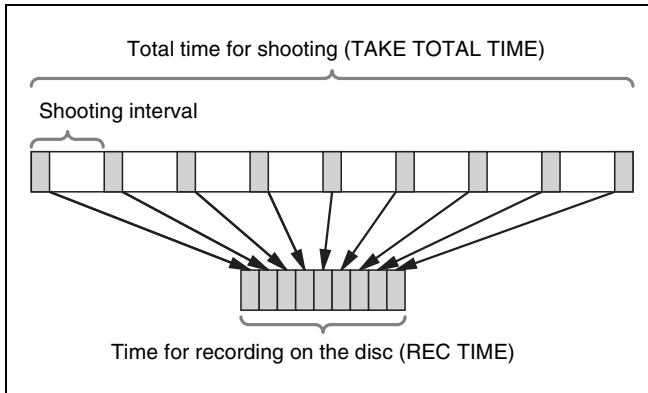 Total time for shooting (TAKE TOTAL TIME)
Shooting interval
Time for recording on the disc (REC TIME)